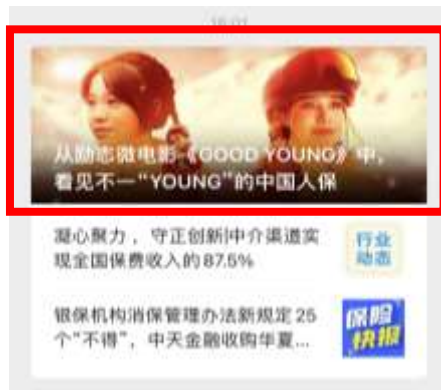 16:01
从励志微电影《GOOD YOUNG》中,
看见不一“YOUNG”的中国人保
凝心聚力,守正创新|中介渠道实
现全国保费收入的87.5%
行业
动态
银保机构消保管理办法新规定25
个“不得”,中天金融收购华夏...
保险
快报